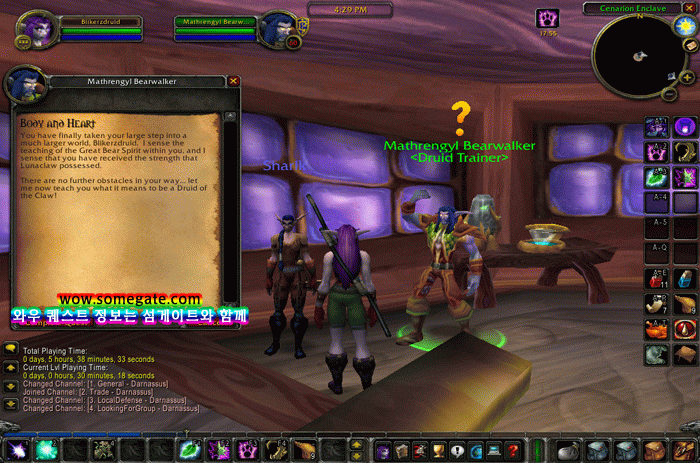 Blikerzdruid
Mathrengyl Bearw...
4:29 PM
Cenarion Enclave
N
17:55
Mathrengyl Bearwalker
Body and Heart
You have finally taken your large step into a
much larger world, Blikerzdruid. I sense the
teaching of the Great Bear Spirit within you, and I
sense that you have received the strength that
Lunaclaw possessed.
There are no further obstacles in your way... let
me now teach you what it means to be a Druid of
the Claw!
www.somegate.com
와우 퀘스트 정보는 섬게이트와 함께
?
Mathrengyl Bearwalker
<Druid Trainer>
Total Playing Time:
0 days, 5 hours, 38 minutes, 33 seconds
Current Lvl Playing Time:
0 days, 0 hours, 30 minutes, 18 seconds
Changed Channel: [1. General - Darnassus]
Joined Channel: [2. Trade - Darnassus]
Changed Channel: [3. LocalDefense - Darnassus]
Changed Channel: [4. LookingForGroup - Darnassus]